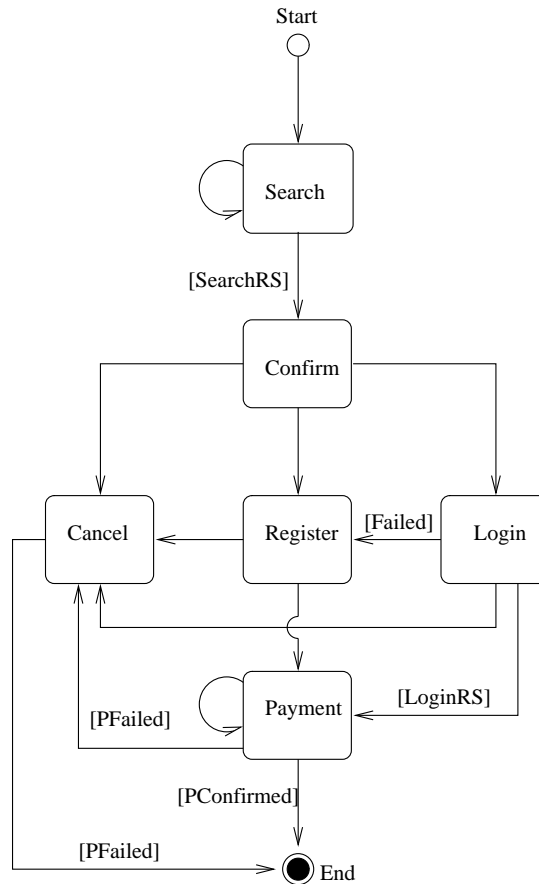 Start
Search
[SearchRS]
Confirm
Cancel
Register
[Failed]
Login
[PFailed]
Payment
[LoginRS]
[PConfirmed]
[PFailed]
End